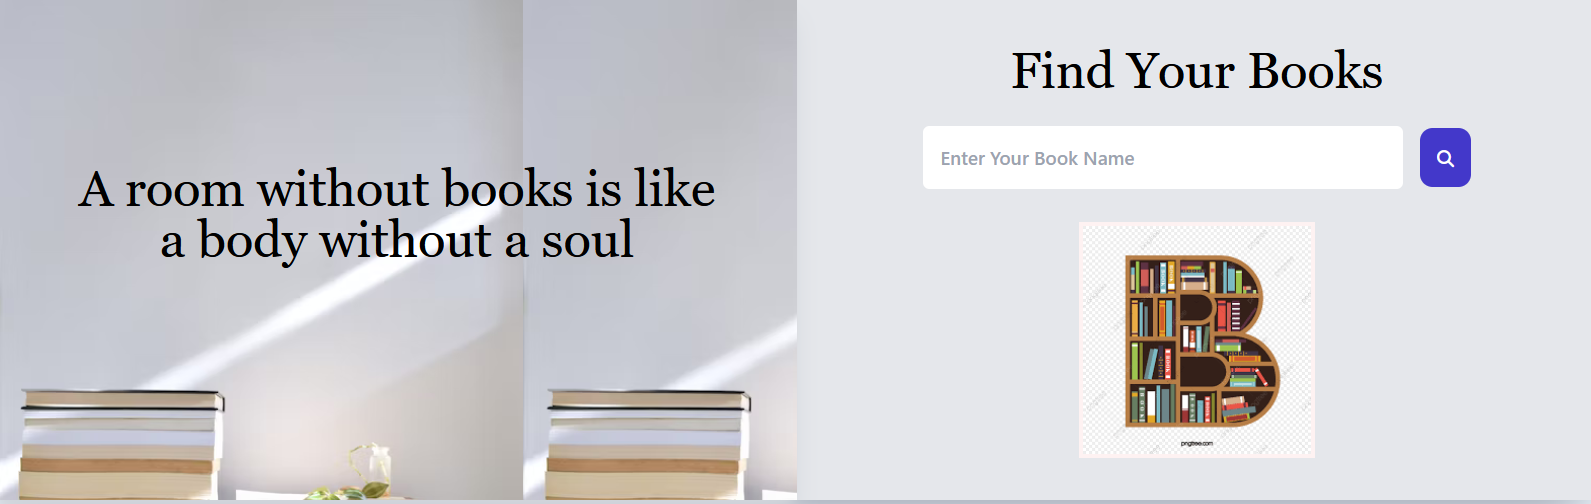 A room without books is like
a body without a soul
Find Your Books
Enter Your Book Name
pngtree.com